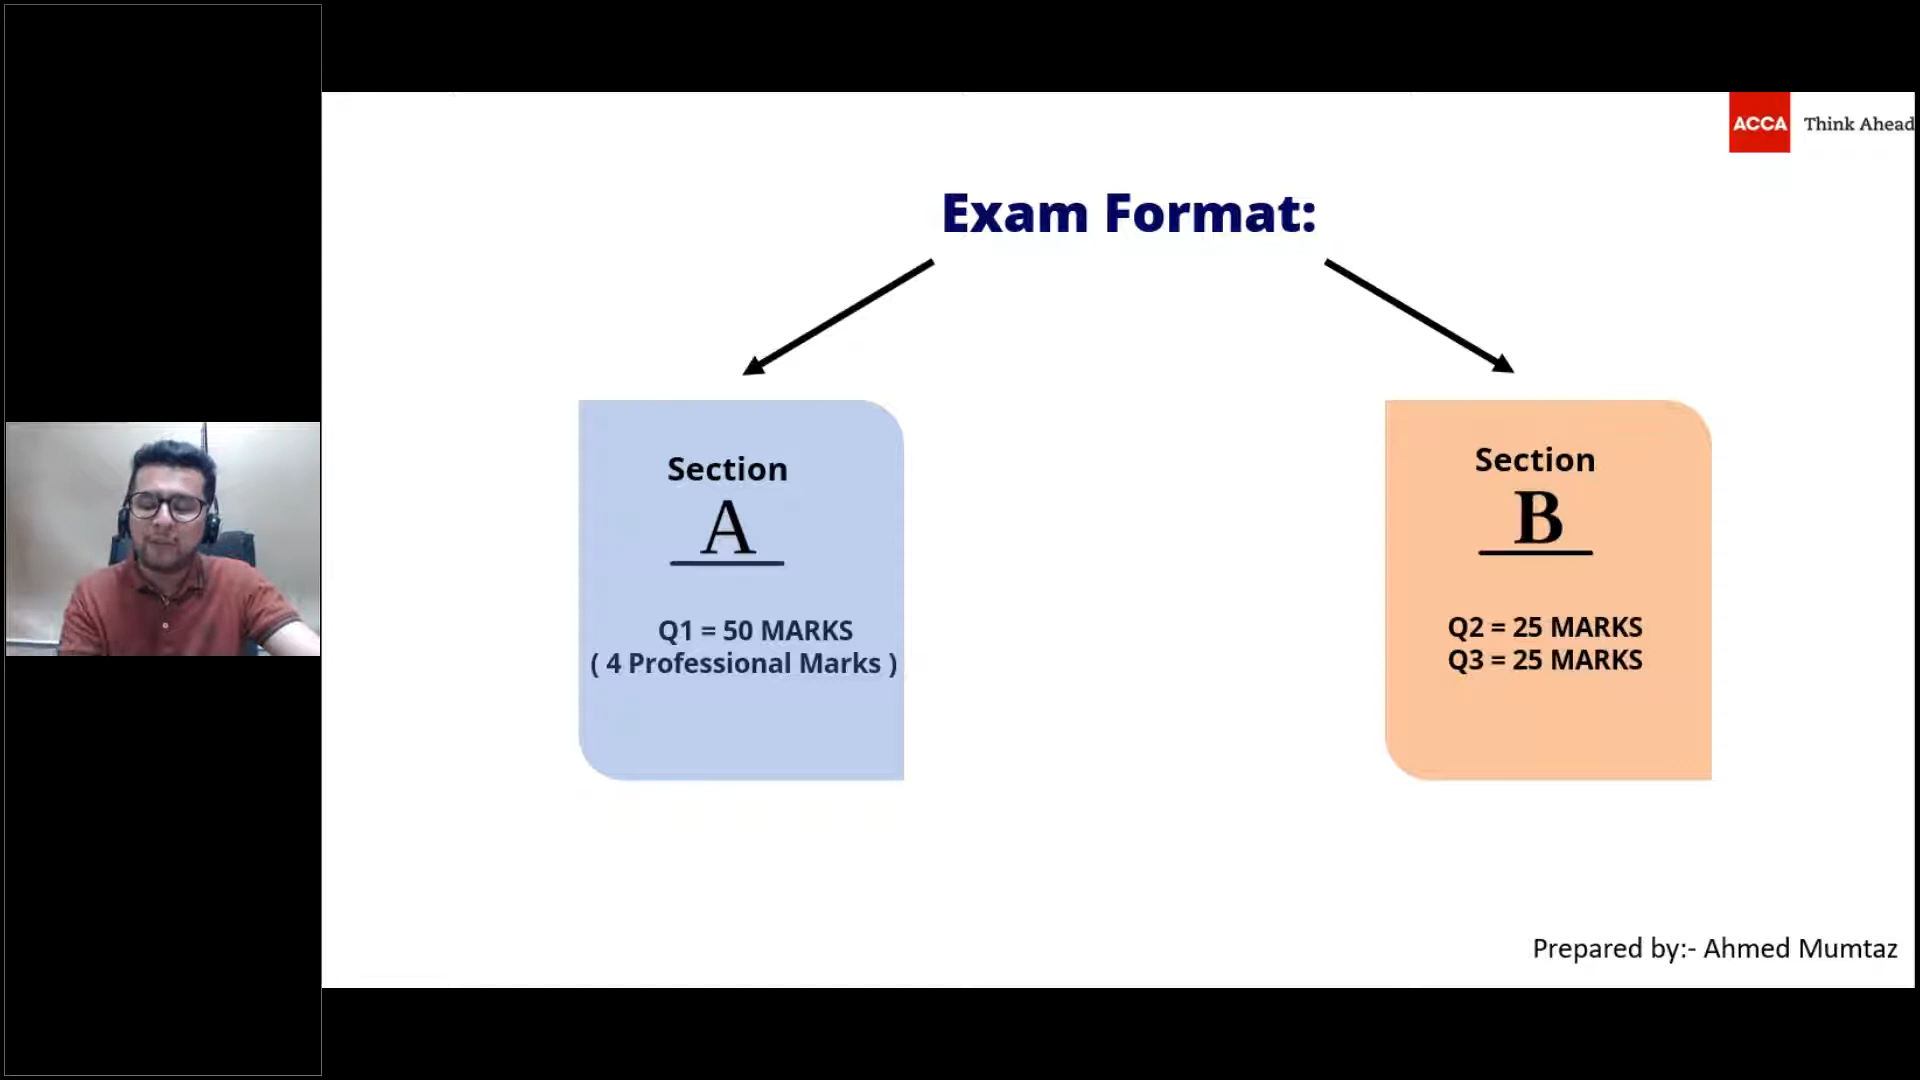 ACCA Think Ahead
Exam Format:
Section
A
Q1 = 50 MARKS
( 4 Professional Marks )
Section
B
Q2 = 25 MARKS
Q3 = 25 MARKS
Prepared by:- Ahmed Mumtaz